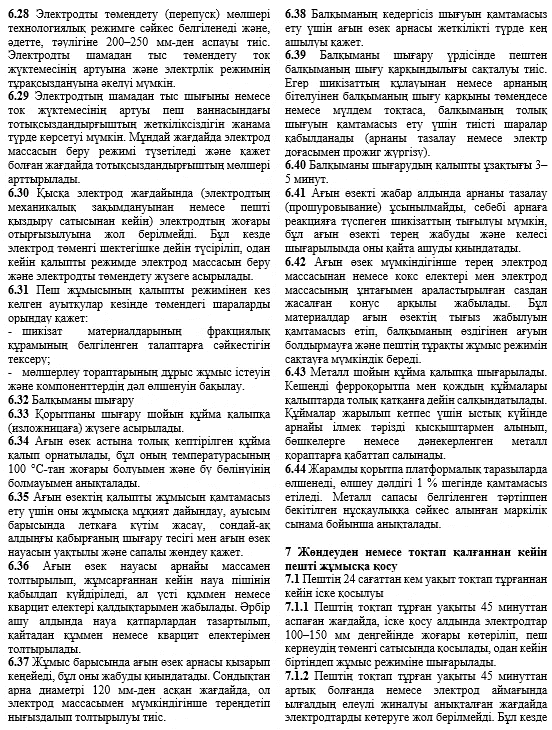 6.28 Электродты төмендету (перепуск) мөлшері
технологиялық режимге сәйкес белгіленеді және,
әдетте, тәулігіне 200–250 мм-ден аспауы тиіс.
Электродты шамадан тыс төмендету ток
жүктемесінің артуына және электрлік режимнің
тұрақсыздануына әкелуі мүмкін.
6.29 Электродтың шамадан тыс шығыны немесе
ток жүктемесінің артуы пеш ваннасындағы
тотықсыздандырғыштың жеткіліксіздігін жанама
түрде көрсетуі мүмкін. Мұндай жағдайда электрод
массасын беру режимі түзетіледі және қажет
болған жағдайда тотықсыздандырғыштың мөлшері
арттырылады.
6.30 Қысқа электрод жағдайында (электродтың
механикалық зақымдануынан немесе пешті
қыздыру сатысынан кейін) электродтың жоғары
отырғызылуына жол берілмейді. Бұл кезде
электрод төменгі шектегішке дейін түсіріліп, одан
кейін қалыпты режимде электрод массасын беру
және электродты төмендету жүзеге асырылады.
6.31 Пеш жұмысының қалыпты режимінен кез
келген ауытқулар кезінде төмендегі шараларды
орындау қажет:
- шикізат материалдарының фракциялық
құрамының белгіленген талаптарға сәйкестігін
тексеру;
- мөлшерлеу тораптарының дұрыс жұмыс істеуін
және компоненттердің дәл өлшенуін бақылау.
6.32 Балқыманы шығару
6.33 Қорытпаны шығару шойын құйма қалыпқа
(изложницаға) жүзеге асырылады.
6.34 Ағын өзек астына толық кептірілген құйма
қалып орнатылады, бұл оның температурасының
100 °С-тан жоғары болуымен және бу бөлінуінің
болмауымен анықталады.
6.35 Ағын өзектің қалыпты жұмысын қамтамасыз
ету үшін оны жұмысқа мұқият дайындау, ауысым
барысында леткаға күтім жасау, сондай-ақ
алдыңғы қабырғаның шығару тесігі мен ағын өзек
науасын уақтылы және сапалы жөндеу қажет.
6.36 Ағын өзек науасы арнайы массамен
толтырылып, жұмсарғаннан кейін науа пішінін
қабылдап күйдіріледі, ал үсті құммен немесе
кварцит електері қалдықтарымен жабылады. Әрбір
ашу алдында науа қатпарлардан тазартылып,
қайтадан құммен немесе кварцит електерімен
толтырылады.
6.37 Жұмыс барысында ағын өзек арнасы қызарып
кеңейеді, бұл оны жабуды қиындатады. Сондықтан
арна диаметрі 120 мм-ден асқан жағдайда, ол
электрод массасымен мүмкіндігінше тереңдетіп
нығыздалып толтырылуы тиіс.
6.38 Балқыманың кедергісіз шығуын қамтамасыз
ету үшін ағын өзек арнасы жеткілікті түрде кең
ашылуы қажет.
6.39 Балқыманы шығару үрдісінде пештен
балқыманың шығу қарқындылығы сақталуы тиіс.
Егер шикізаттың құлауынан немесе арнаның
бітелуінен балқыманың шығу қарқыны төмендесе
немесе мүлдем тоқтаса, балқыманың толық
шығуын қамтамасыз ету үшін тиісті шаралар
қабылданады (арнаны тазалау немесе электр
доғасымен прожиг жүргізу).
6.40 Балқыманы шығарудың қалыпты ұзақтығы 3–
5 минут.
6.41 Ағын өзекті жабар алдында арнаны тазалау
(прошуровывание) ұсынылмайды, себебі арнаға
реакцияға түспеген шикізаттың тығылуы мүмкін,
бұл ағын өзекті терең жабуды және келесі
шығарылымда оны қайта ашуды қиындатады.
6.42 Ағын өзек мүмкіндігінше терең электрод
массасынан немесе кокс електері мен электрод
массасының ұнтағымен араластырылған саздан
жасалған конус арқылы жабылады. Бұл
материалдар ағын өзектің тығыз жабылуын
қамтамасыз етіп, балқыманың өздігінен ағуын
болдырмауға және пештің тұрақты жұмыс режимін
сақтауға мүмкіндік береді.
6.43 Металл шойын құйма қалыпқа шығарылады.
Кешенді ферроқорытпа мен қождың құймалары
қалыптарда толық қатқанға дейін салқындатылады.
Құймалар жарылып кетпес үшін ыстық күйінде
арнайы ілмек тәрізді қысқыштармен алынып,
бөшкелерге немесе дәнекерленген металл
қораптарға қабаттап салынады.
6.44 Жарамды қорытпа платформалық таразыларда
өлшенеді, өлшеу дәлдігі 1 % шегінде қамтамасыз
етіледі. Металл сапасы белгіленген тәртіппен
бекітілген нұсқаулыққа сәйкес алынған маркілік
сынама бойынша анықталады.
7 Жөндеуден немесе тоқтап қалғаннан кейін
пешті жұмысқа қосу
7.1 Пештің 24 сағаттан кем уақыт тоқтап тұрғаннан
кейін іске қосылуы
7.1.1 Пештің тоқтап тұрған уақыты 45 минуттан
аспаған жағдайда, іске қосу алдында электродтар
100–150 мм деңгейінде жоғары көтеріліп, пеш
кернеудің төменгі сатысында қосылады, одан кейін
біртіндеп жұмыс режиміне шығарылады.
7.1.2 Пештің тоқтап тұрған уақыты 45 минуттан
артық болғанда немесе электрод аймағында
ылғалдың елеулі жиналуы анықталған жағдайда
электродтарды көтеруге жол берілмейді. Бұл кезде